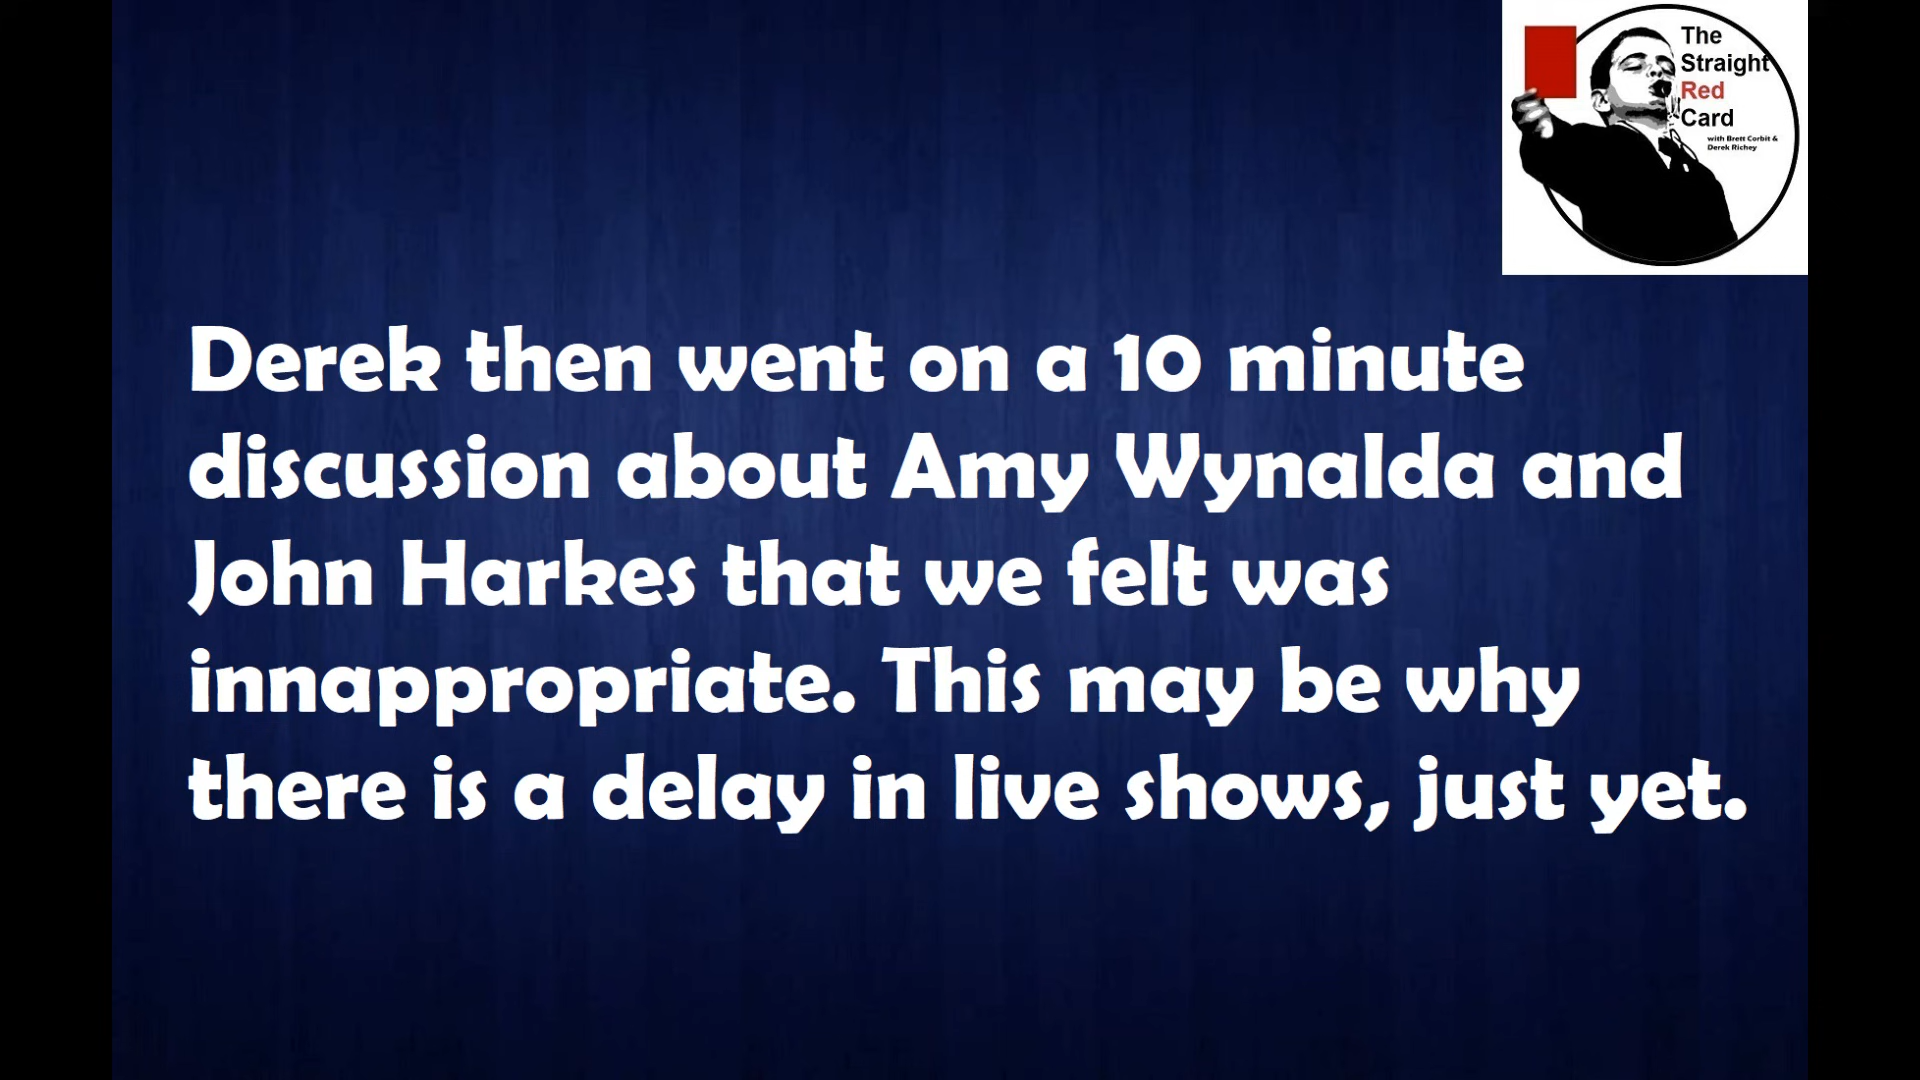 The
Straight
Red
Card
with Brett Corbit &
Derek Richey
Derek then went on a 10 minute
discussion about Amy Wynalda and
John Harkes that we felt was
innappropriate. This may be why
there is a delay in live shows, just yet.